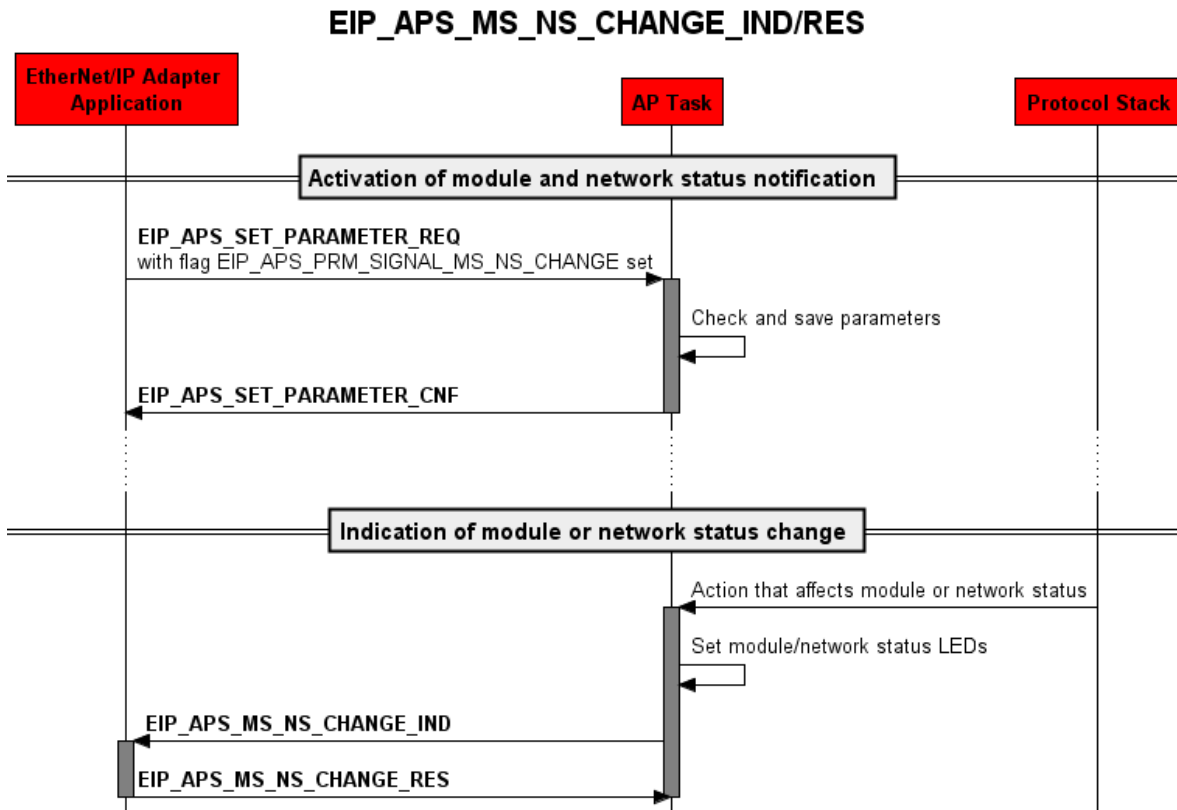 EIP_APS_MS_NS_CHANGE_IND/RES
EtherNet/IP Adapter
Application
AP Task
Protocol Stack
Activation of module and network status notification
EIP_APS_SET_PARAMETER_REQ
with flag EIP_APS_PRM_SIGNAL_MS_NS_CHANGE set
Check and save parameters
EIP_APS_SET_PARAMETER_CNF
Indication of module or network status change
Action that affects module or network status
Set module/network status LEDs
EIP_APS_MS_NS_CHANGE_IND
EIP_APS_MS_NS_CHANGE_RES